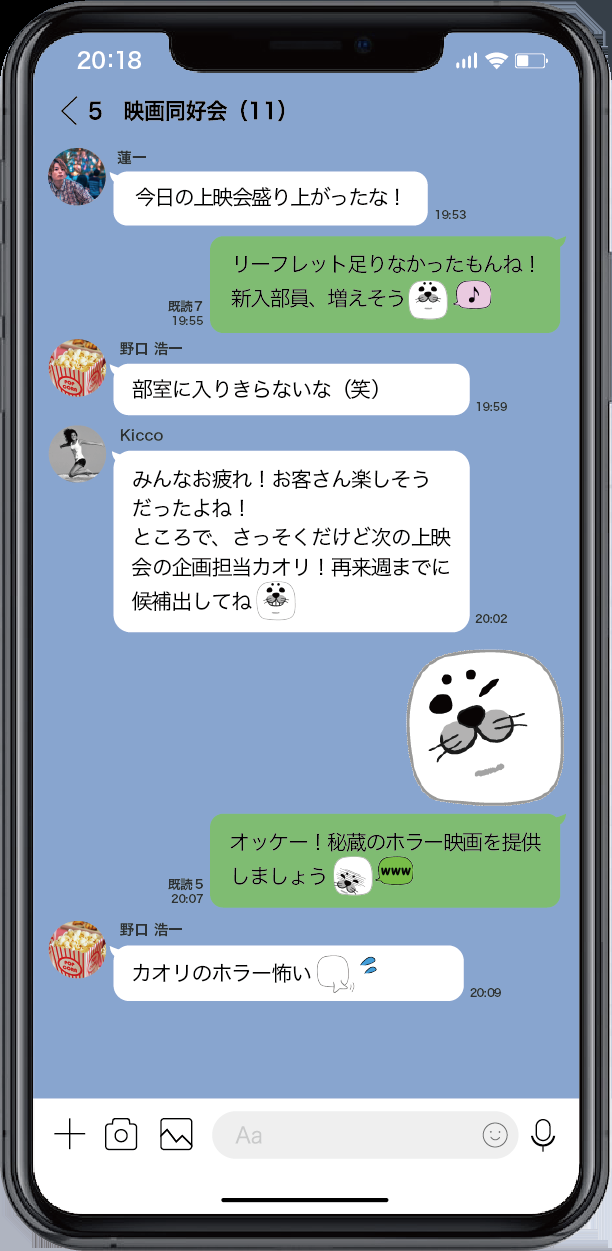 20:18
5 映画同好会（11）
蓮一
今日の上映会盛り上がったな！
19:53
リーフレット足りなかったもんね！
新入部員、増えそう
既読7
19:55
野口 浩一
POP
CORN
部室に入りきらないな（笑）
19:59
Kicco
みんなお疲れ！お客さん楽しそう
だったよね！
ところで、さっそくだけど次の上映
会の企画担当カオリ！再来週までに
候補出してね
20:02
オッケー！秘蔵のホラー映画を提供
しましょう www
既読5
20:07
野口 浩一
POP
CORN
カオリのホラー怖い
20:09
Aa